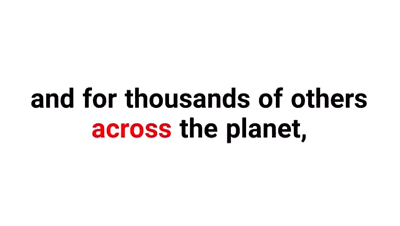 and for thousands of others
across the planet,